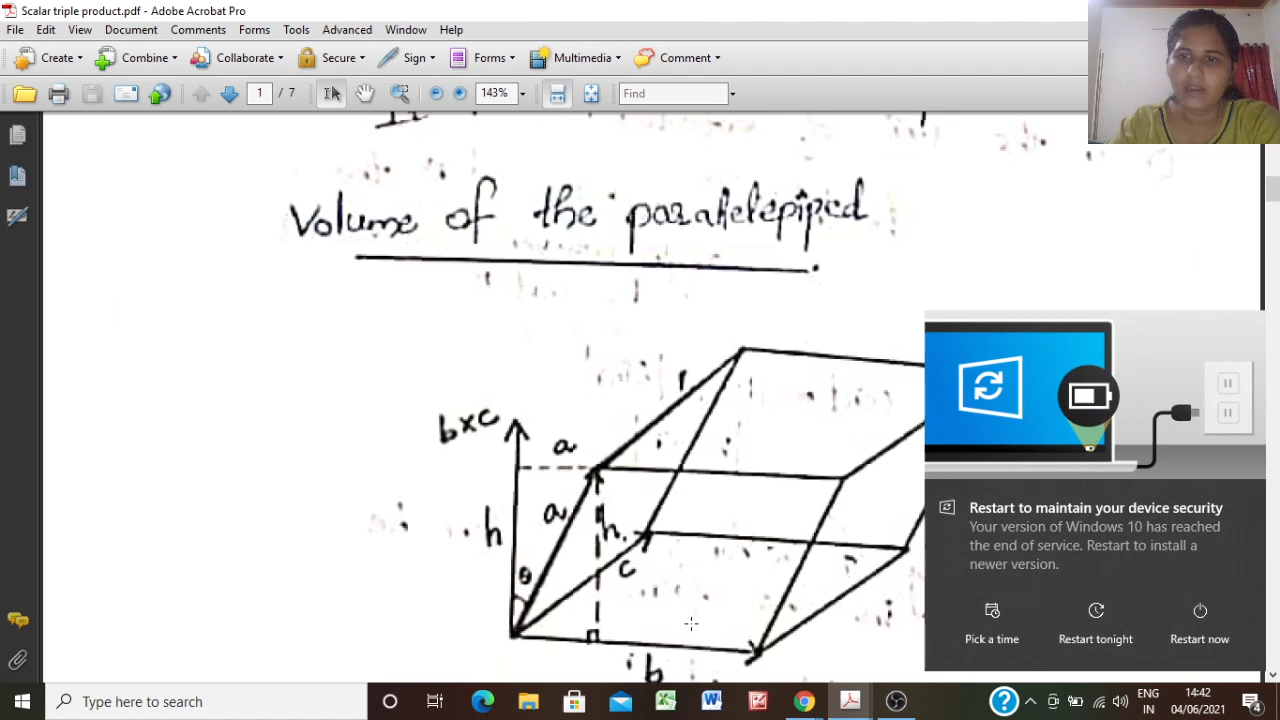 Scalar triple product.pdf - Adobe Acrobat Pro
File Edit View Document Comments Forms Tools Advanced Window Help
Create Combine Collaborate Secure Sign Forms Multimedia Comment
1 / 7 143% Find
Volume of the parallelepiped
b×c
a
a
h
h
θ
c
b
Restart to maintain your device security
Your version of Windows 10 has reached
the end of service. Restart to install a
newer version.
Pick a time Restart tonight Restart now
Type here to search
ENG
IN
14:42
04/06/2021
4